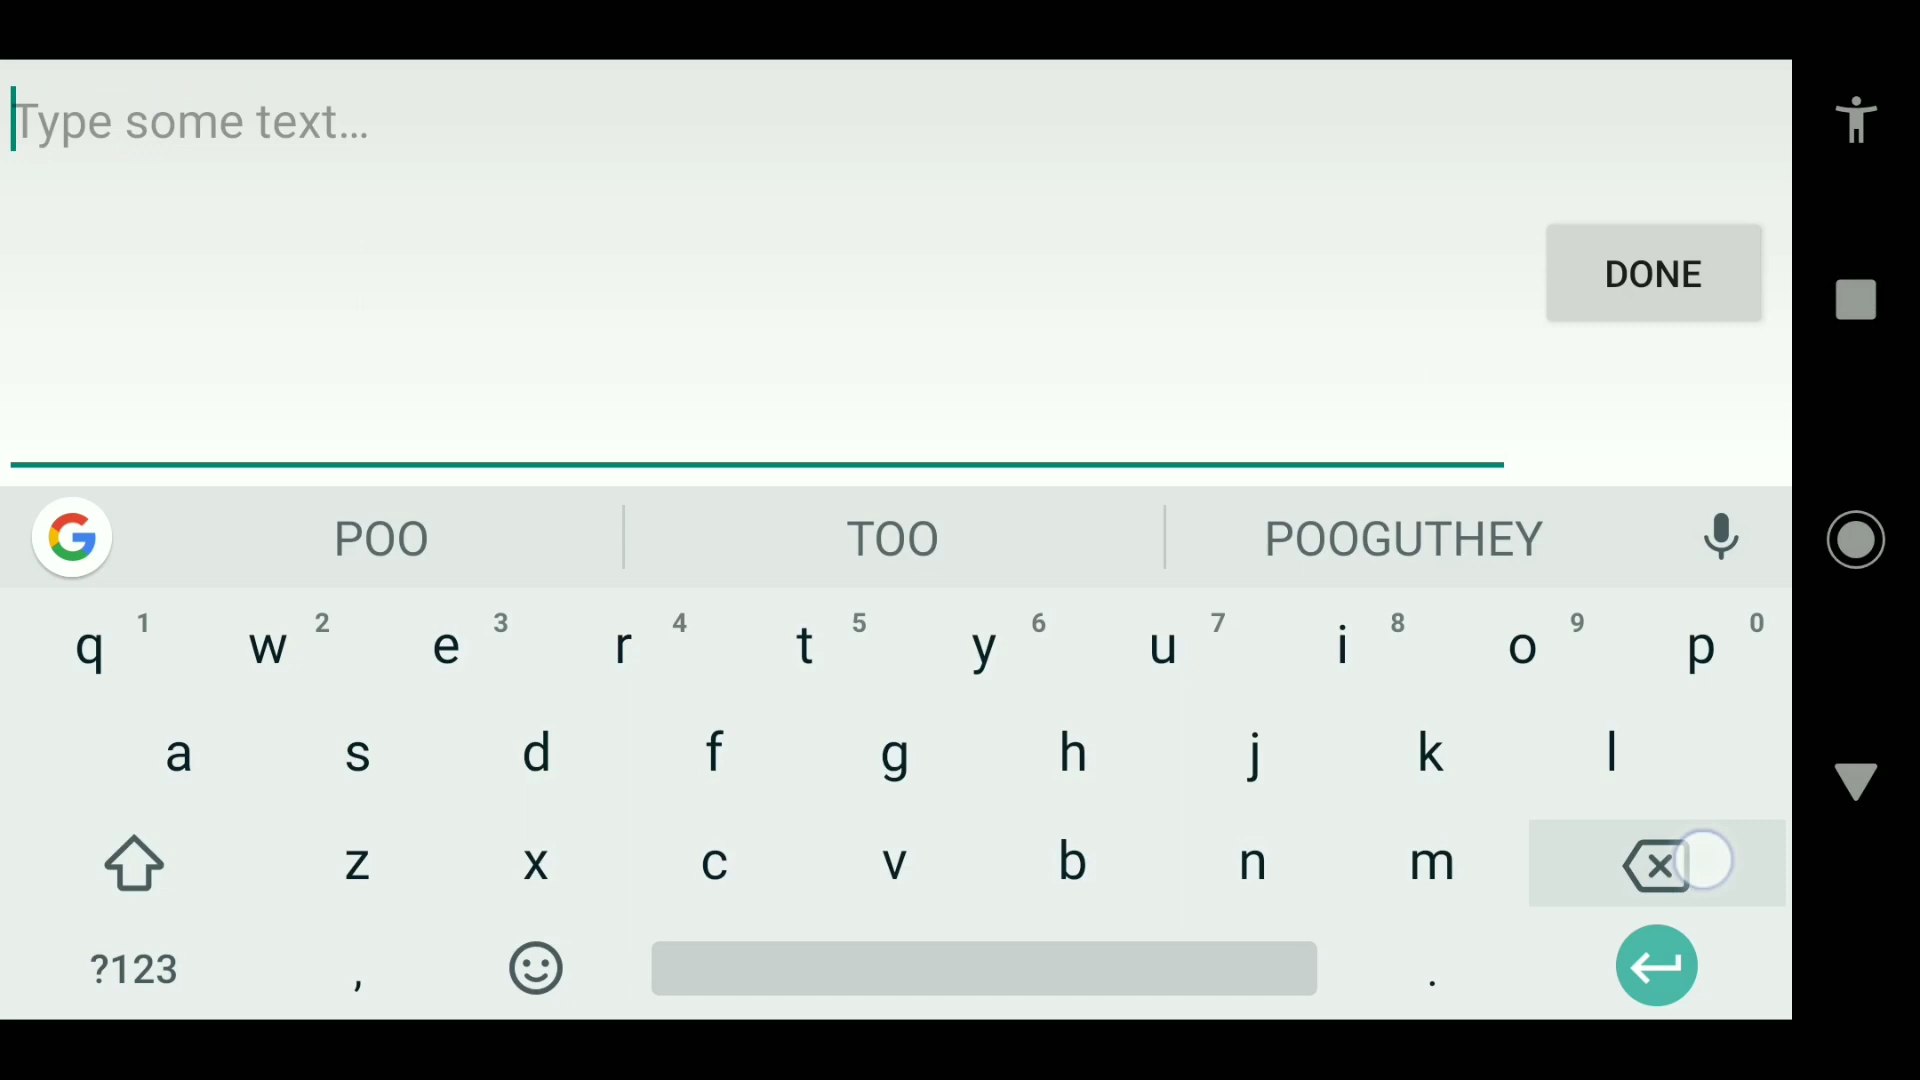 Type some text...
DONE
POO TOO POOGUTHEY
q 1 w 2 e 3 r 4 t 5 y 6 u 7 i 8 o 9 p 0
a s d f g h j k l
z x c v b n m
?123 , .